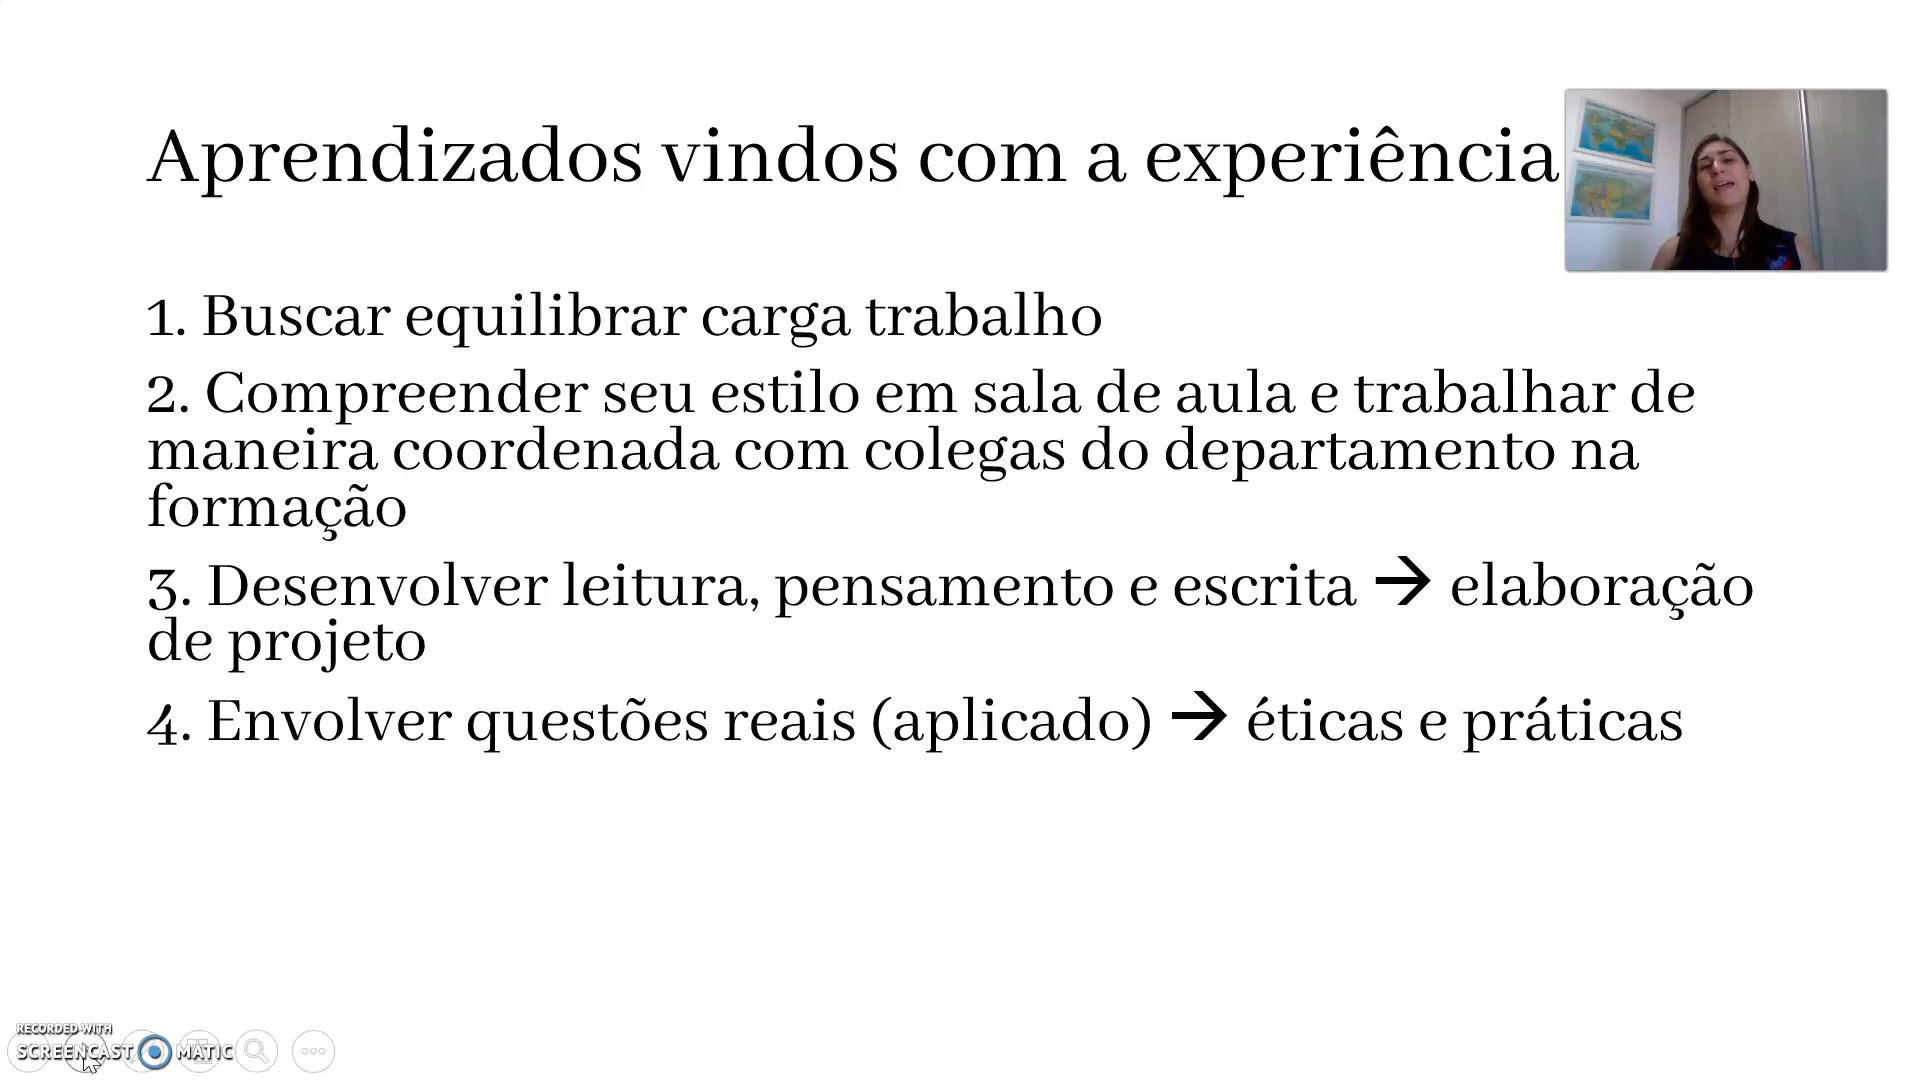 Aprendizados vindos com a experiência
1. Buscar equilibrar carga trabalho
2. Compreender seu estilo em sala de aula e trabalhar de
maneira coordenada com colegas do departamento na
formação
3. Desenvolver leitura, pensamento e escrita → elaboração
de projeto
4. Envolver questões reais (aplicado) → éticas e práticas
RECORDED WITH
SCREENCAST MATIC